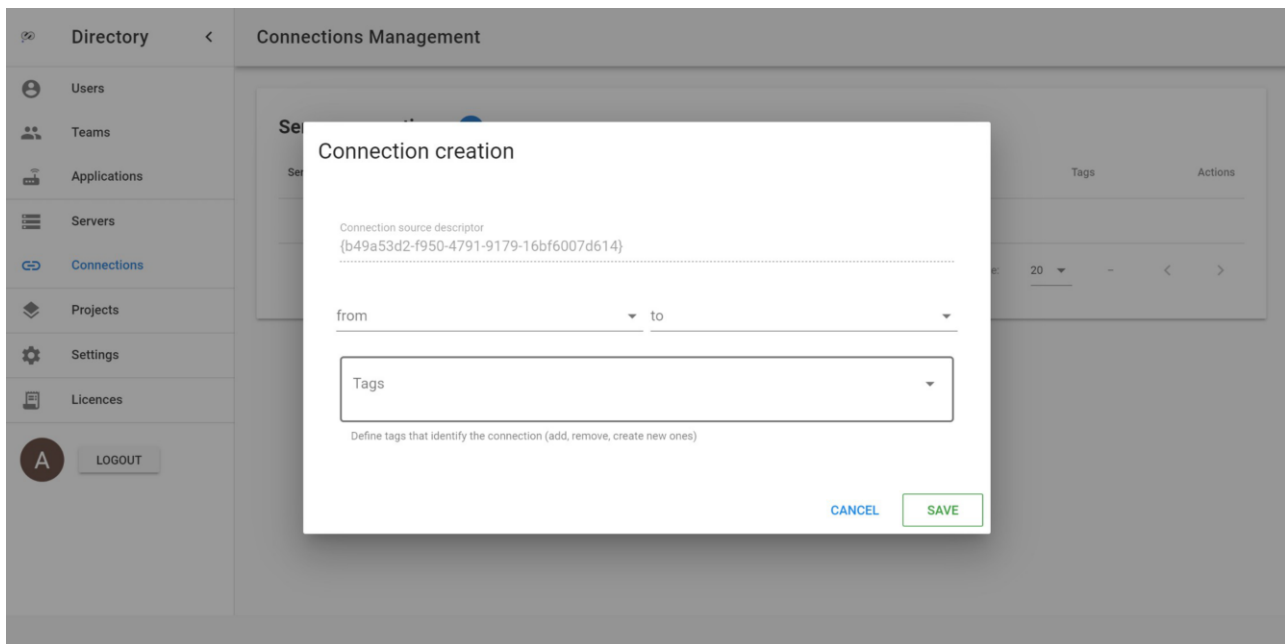 Directory
Connections Management
Users
Teams
Applications
Servers
Connections
Projects
Settings
Licences
A
LOGOUT
Tags
Actions
20
–
Connection creation
Connection source descriptor
{b49a53d2-f950-4791-9179-16bf6007d614}
from
to
Tags
Define tags that identify the connection (add, remove, create new ones)
CANCEL
SAVE